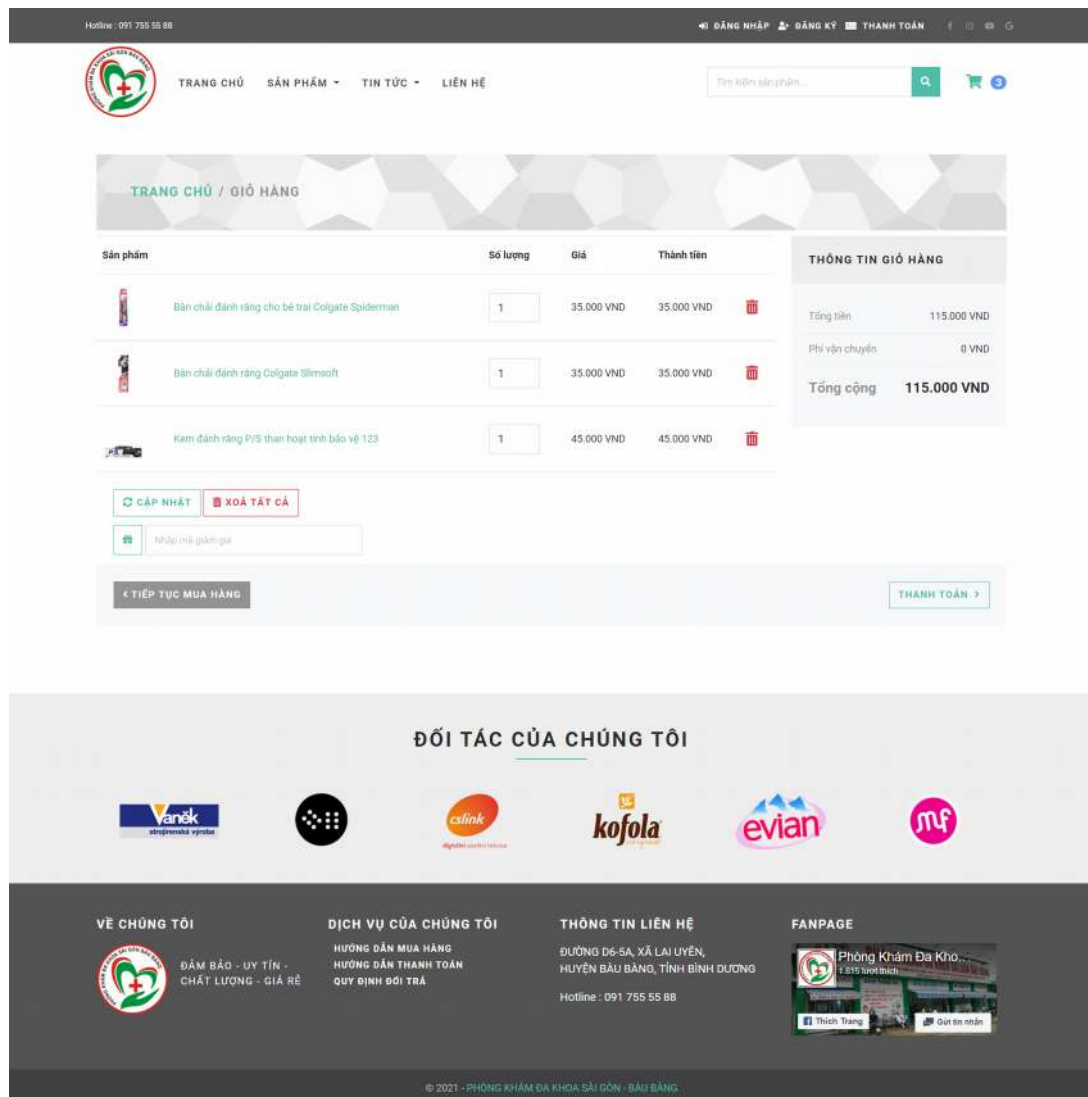 Hotline : 091 755 55 88
ĐĂNG NHẬP ĐĂNG KÝ THANH TOÁN
TRANG CHỦ SẢN PHẨM TIN TỨC LIÊN HỆ
Tìm kiếm sản phẩm...
3
TRANG CHỦ / GIỎ HÀNG
Sản phẩm Số lượng Giá Thành tiền
Bàn chải đánh răng cho bé trai Colgate Spiderman 1 35.000 VND 35.000 VND
Bàn chải đánh răng Colgate Slimsoft 1 35.000 VND 35.000 VND
Kem đánh răng P/S than hoạt tính bảo vệ 123 1 45.000 VND 45.000 VND
THÔNG TIN GIỎ HÀNG
Tổng tiền 115.000 VND
Phí vận chuyển 0 VND
Tổng cộng 115.000 VND
CẬP NHẬT XOÁ TẤT CẢ
Nhập mã giảm giá
TIẾP TỤC MUA HÀNG
THANH TOÁN
ĐỐI TÁC CỦA CHÚNG TÔI
Vaněk
strojírenská výroba
cslink
kofola
evian
mf
VỀ CHÚNG TÔI
ĐẢM BẢO - UY TÍN -
CHẤT LƯỢNG - GIÁ RẺ
DỊCH VỤ CỦA CHÚNG TÔI
HƯỚNG DẪN MUA HÀNG
HƯỚNG DẪN THANH TOÁN
QUY ĐỊNH ĐỔI TRẢ
THÔNG TIN LIÊN HỆ
ĐƯỜNG D6-5A, XÃ LAI UYÊN,
HUYỆN BÀU BÀNG, TỈNH BÌNH DƯƠNG
Hotline : 091 755 55 88
FANPAGE
Phòng Khám Đa Kho...
1.815 lượt thích
Thích Trang
Gửi tin nhắn
© 2021 - PHÒNG KHÁM ĐA KHOA SÀI GÒN - BÀU BÀNG